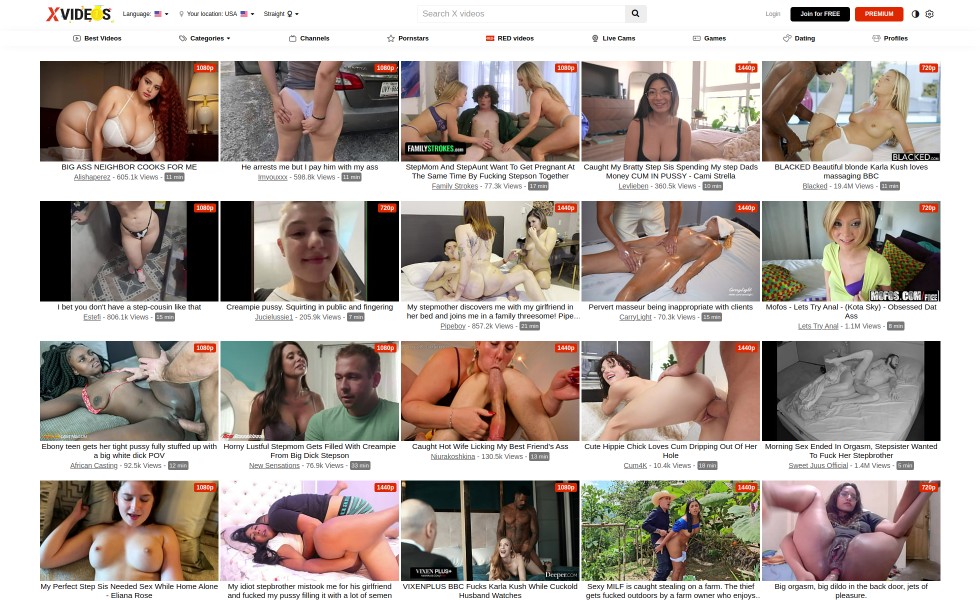 XVIDEOS
Language:
Your location: USA
Straight
Search X videos
Login
Join for FREE
PREMIUM
Best Videos
Categories
Channels
Pornstars
RED videos
Live Cams
Games
Dating
Profiles
1080p
1080p
1080p
1440p
720p
FAMILYSTROKES.COM
BLACKED.COM
BIG ASS NEIGHBOR COOKS FOR ME
Alishaperez - 605.1k Views - 11 min
He arrests me but I pay him with my ass
Imyouxxx - 598.8k Views - 11 min
StepMom And StepAunt Want To Get Pregnant At
The Same Time By Fucking Stepson Together
Family Strokes - 77.3k Views - 17 min
Caught My Bratty Step Sis Spending My step Dads
Money CUM IN PUSSY - Cami Strella
Levlieben - 360.5k Views - 10 min
BLACKED Beautiful blonde Karla Kush loves
massaging BBC
Blacked - 19.4M Views - 11 min
1080p
720p
1440p
1440p
720p
MOFOS.COM FREE
I bet you don't have a step-cousin like that
Estefi - 806.1k Views - 15 min
Creampie pussy. Squirting in public and fingering
Jucielussie1 - 205.9k Views - 7 min
My stepmother discovers me with my girlfriend in
her bed and joins me in a family threesome! Pipe...
Pipeboy - 857.2k Views - 21 min
Pervert masseur being inappropriate with clients
CarryLight - 70.3k Views - 15 min
Mofos - Lets Try Anal - (Kota Sky) - Obsessed Dat
Ass
Lets Try Anal - 1.1M Views - 8 min
1080p
1080p
1440p
1440p
Ebony teen gets her tight pussy fully stuffed up with
a big white dick POV
African Casting - 92.5k Views - 12 min
Horny Lustful Stepmom Gets Filled With Creampie
From Big Dick Stepson
New Sensations - 76.9k Views - 33 min
Caught Hot Wife Licking My Best Friend's Ass
Niurakoshkina - 130.5k Views - 13 min
Cute Hippie Chick Loves Cum Dripping Out Of Her
Hole
Cum4K - 10.4k Views - 18 min
Morning Sex Ended In Orgasm, Stepsister Wanted
To Fuck Her Stepbrother
Sweet Juus Official - 1.4M Views - 5 min
1080p
1440p
1080p
1440p
720p
VIXEN PLUS+
Deeper.COM
My Perfect Step Sis Needed Sex While Home Alone
- Eliana Rose
My idiot stepbrother mistook me for his girlfriend
and fucked my pussy filling it with a lot of semen
VIXENPLUS BBC Fucks Karla Kush While Cuckold
Husband Watches
Sexy MILF is caught stealing on a farm. The thief
gets fucked outdoors by a farm owner who enjoys..
Big orgasm, big dildo in the back door, jets of
pleasure.